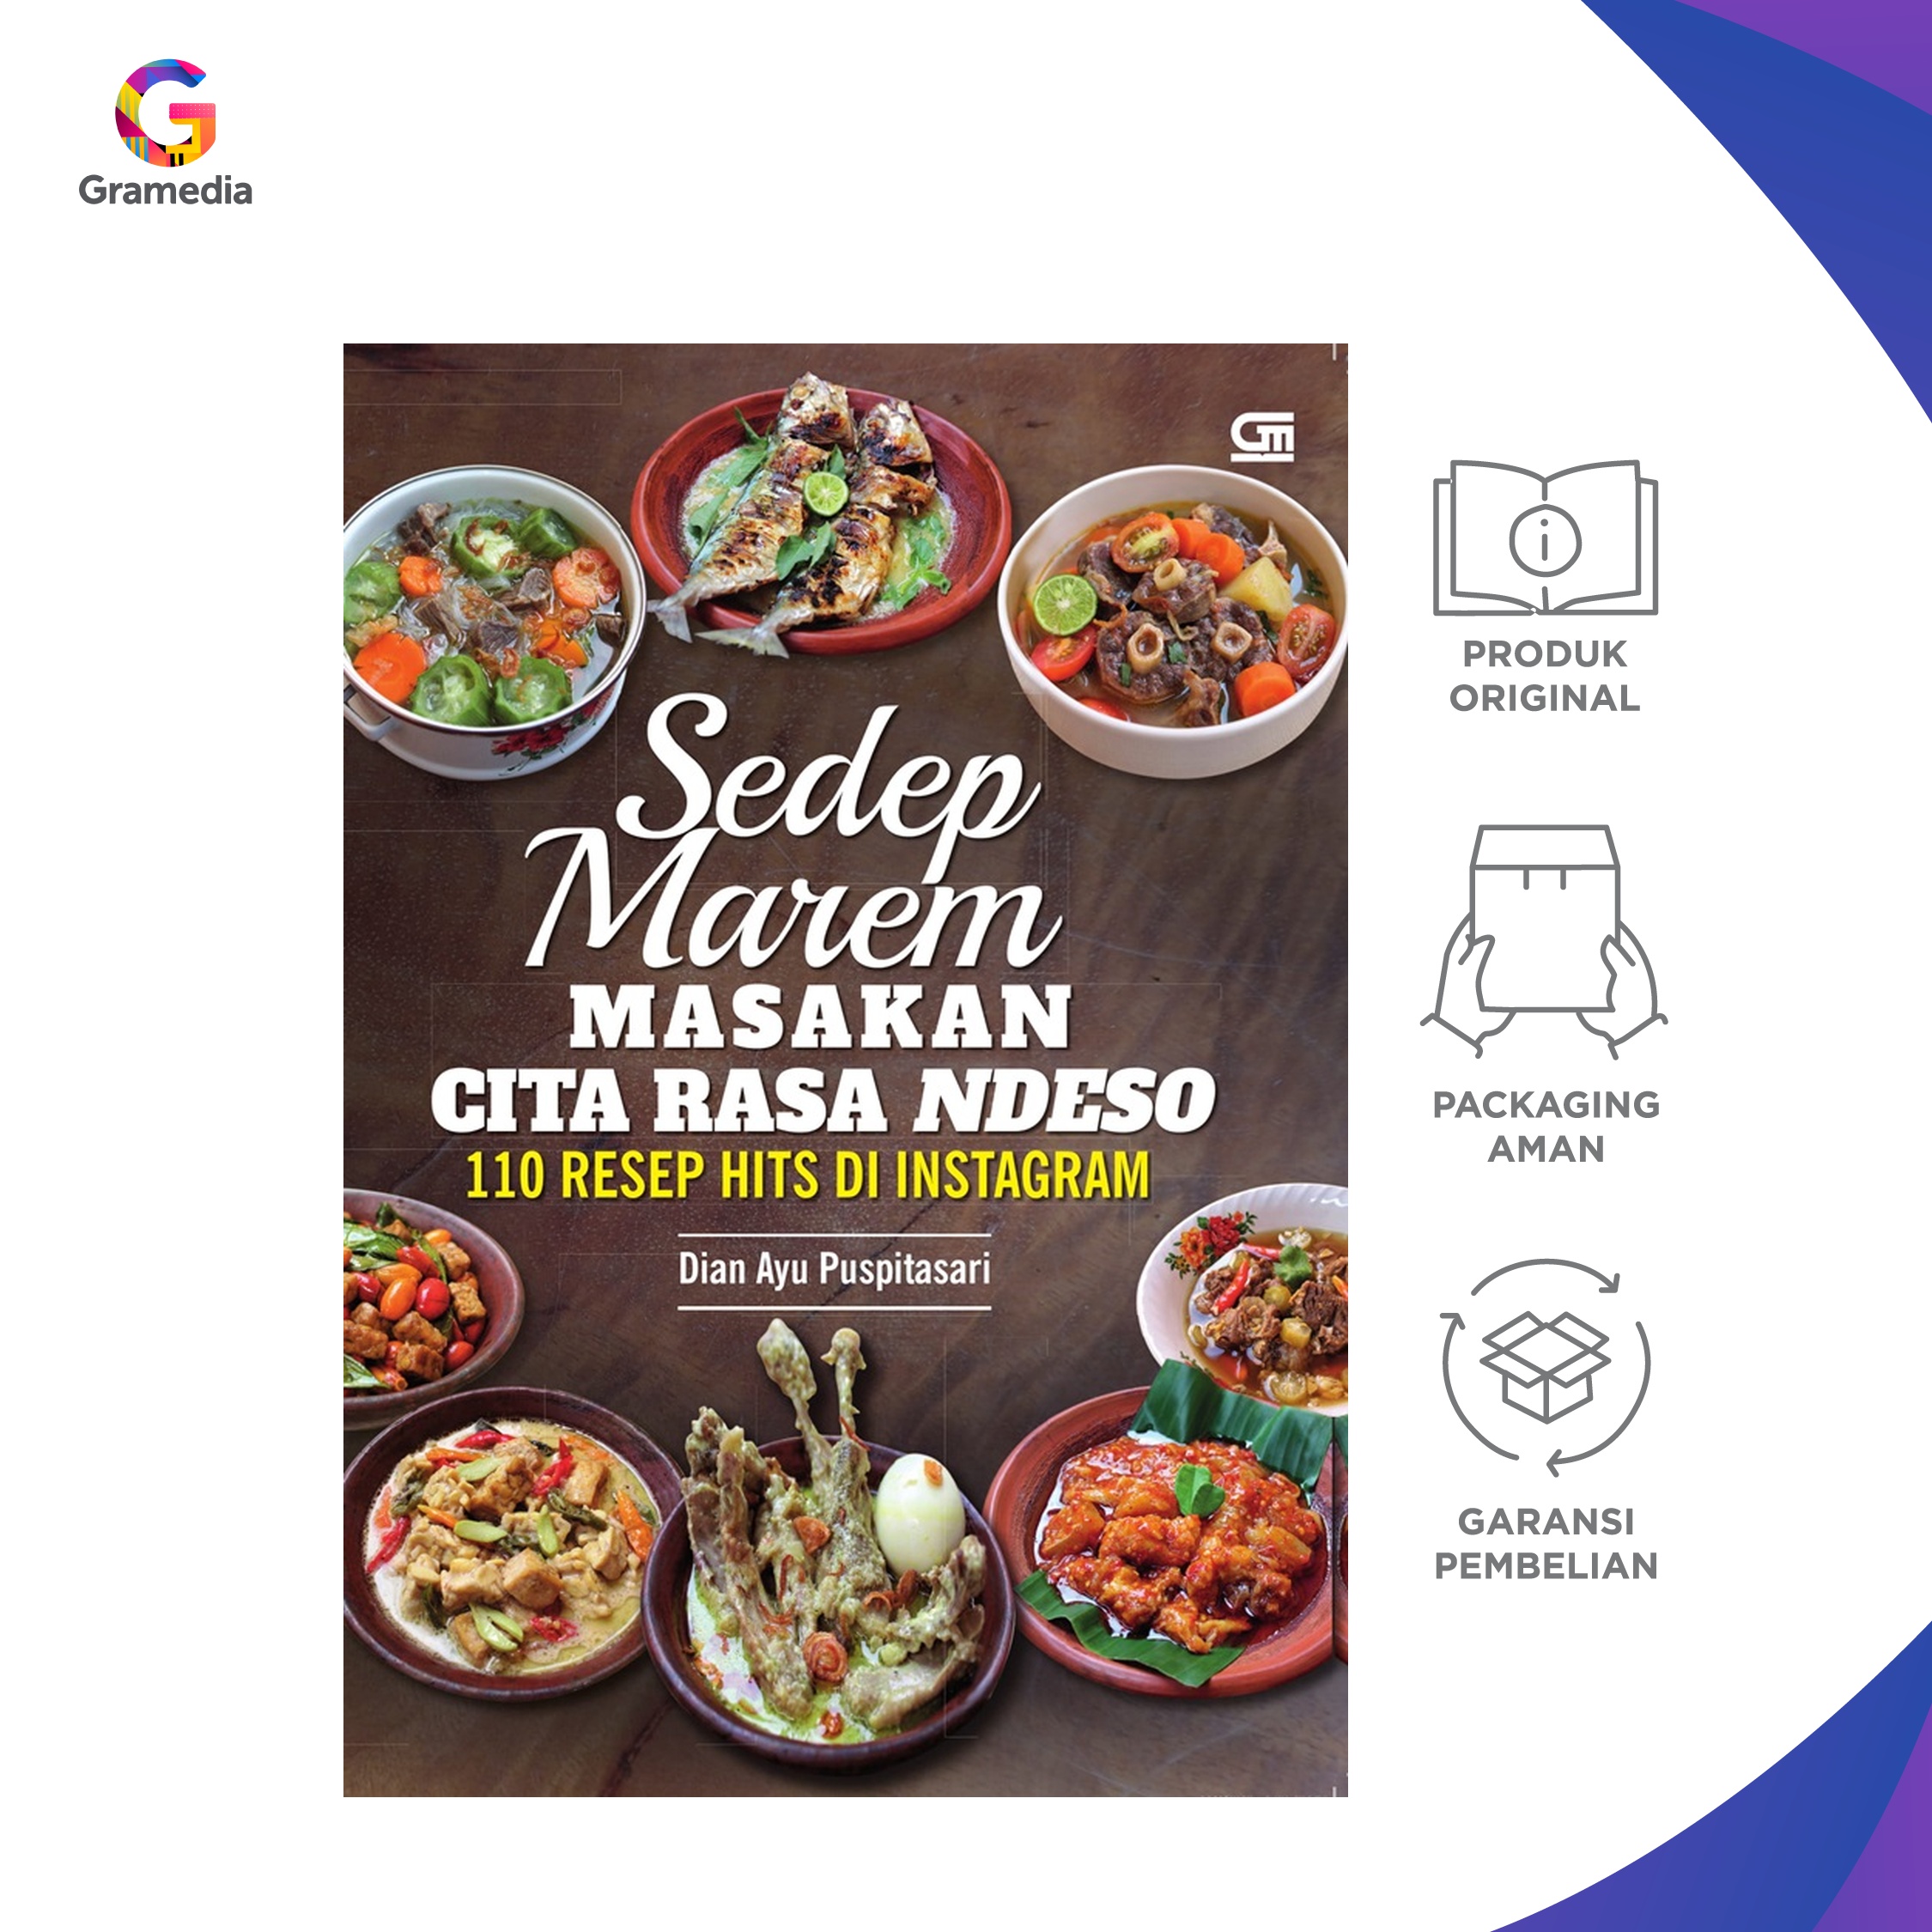 Gramedia
Gm
Sedep
Marem
MASAKAN
CITA RASA NDESO
110 RESEP HITS DI INSTAGRAM
Dian Ayu Puspitasari
PRODUK
ORIGINAL
PACKAGING
AMAN
GARANSI
PEMBELIAN